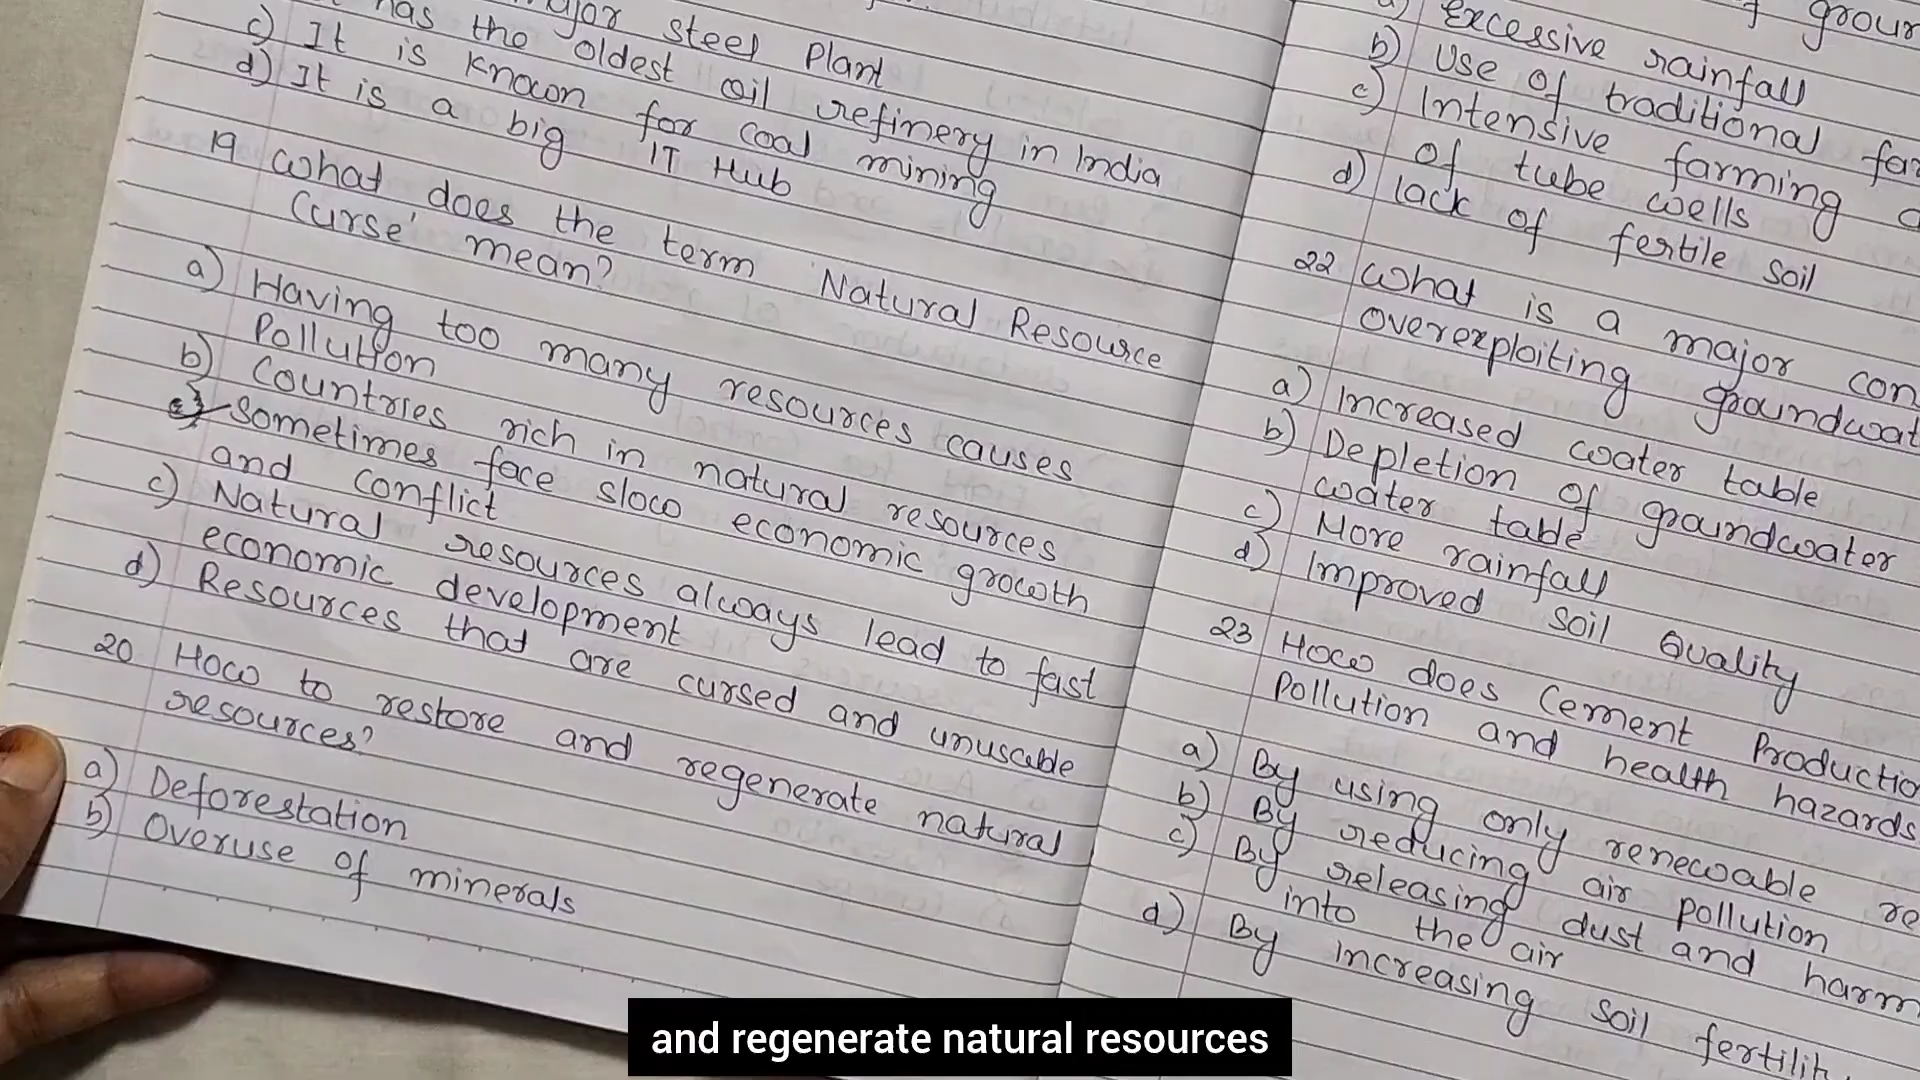 has the major steel Plant
c) It has the oldest oil refinery in India
d) It is known for coal mining
It is a big IT Hub
19 What does the term 'Natural Resource
Curse' mean?
a) Having too many resources causes
Pollution
b) Countries rich in natural resources
Sometimes face slow economic growth
and conflict
c) Natural resources always lead to fast
economic development
d) Resources that are cursed and unusable
20 How to restore and regenerate natural
resources?
a) Deforestation
b) Overuse of minerals
a) Excessive rainfall
b) Use of traditional
c) Intensive farming
of tube wells
d) lack of fertile soil
22 What is a major
overexploiting
a) Increased water table
b) Depletion of groundwater
water table
c) More rainfall
d) Improved soil Quality
23 How does Cement
Pollution and health hazards
a) By using only renewable
b) By reducing air pollution
c) By releasing dust and
into the air
d) By increasing soil
and regenerate natural resources